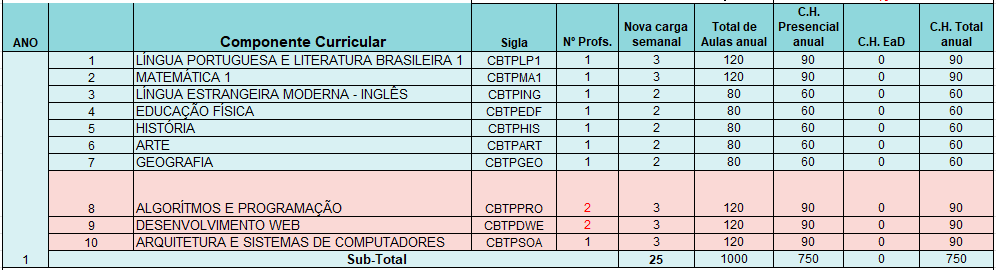 ANO Componente Curricular Sigla Nº Profs. Nova carga semanal Total de Aulas anual C.H. Presencial anual C.H. EaD C.H. Total anual
1 LÍNGUA PORTUGUESA E LITERATURA BRASILEIRA 1 CBTPLP1 1 3 120 90 0 90
2 MATEMÁTICA 1 CBTPMA1 1 3 120 90 0 90
3 LÍNGUA ESTRANGEIRA MODERNA - INGLÊS CBTPING 1 2 80 60 0 60
4 EDUCAÇÃO FÍSICA CBTPEDF 1 2 80 60 0 60
5 HISTÓRIA CBTPHIS 1 2 80 60 0 60
6 ARTE CBTPART 1 2 80 60 0 60
7 GEOGRAFIA CBTPGEO 1 2 80 60 0 60
8 ALGORÍTMOS E PROGRAMAÇÃO CBTPPRO 2 3 120 90 0 90
9 DESENVOLVIMENTO WEB CBTPDWE 2 3 120 90 0 90
10 ARQUITETURA E SISTEMAS DE COMPUTADORES CBTPSOA 1 3 120 90 0 90
1 Sub-Total 25 1000 750 0 750